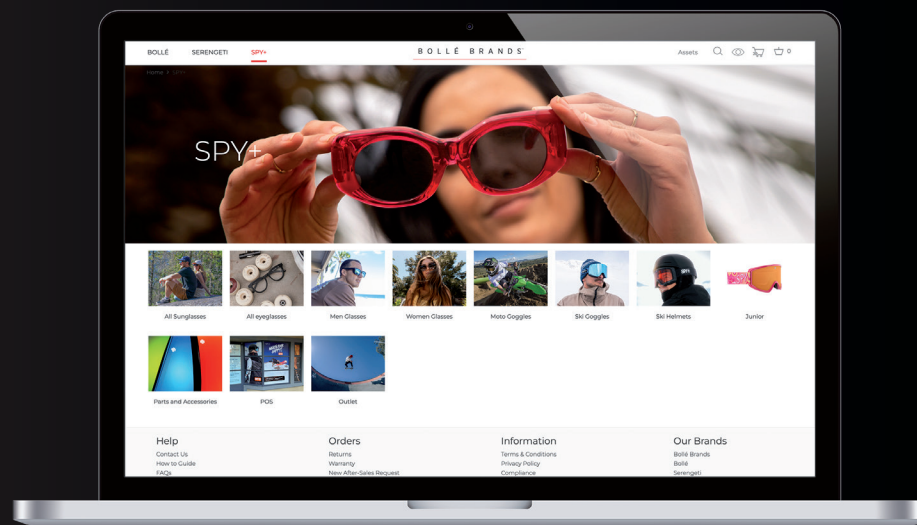 BOLLÉ SERENGETI SPY+ BOLLÉ BRANDS Assets 0
Home > SPY+
SPY+
All Sunglasses All eyeglasses Men Glasses Women Glasses Moto Goggles Ski Goggles Ski Helmets Junior
Parts and Accessories POS Outlet
Help Orders Information Our Brands
Contact Us Returns Terms & Conditions Bollé Brands
How to Guide Warranty Privacy Policy Bollé
FAQs New After-Sales Request Compliance Serengeti